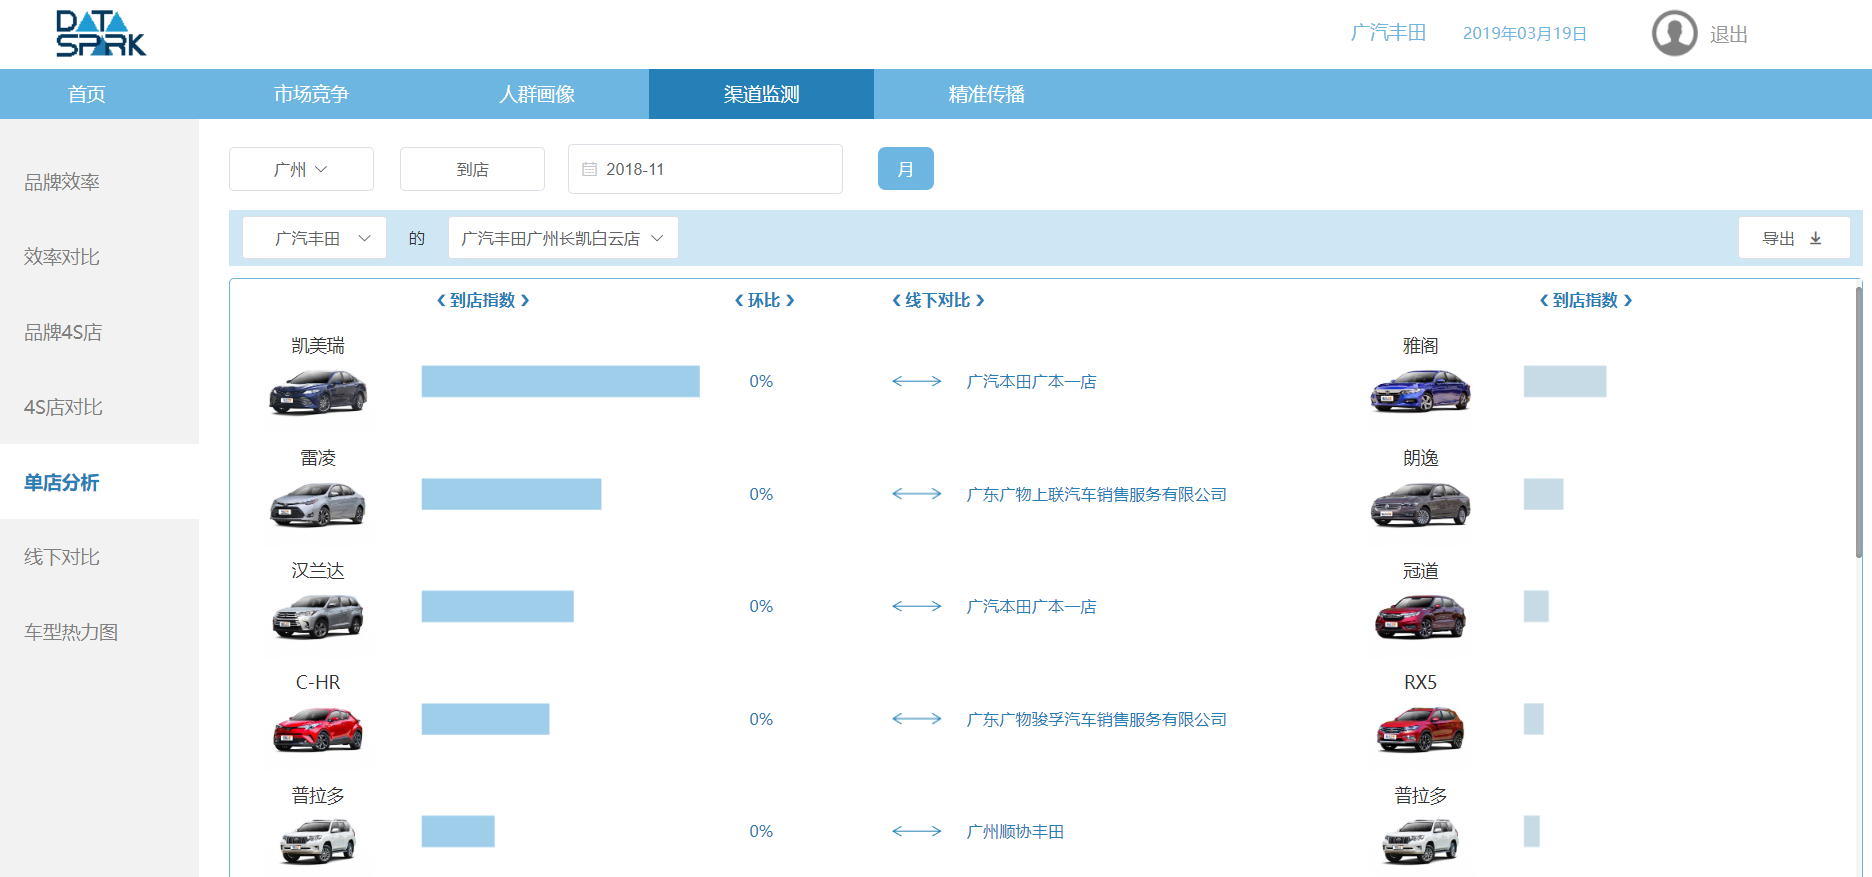 DATA
SPARK
广汽丰田 2019年03月19日 退出
首页 市场竞争 人群画像 渠道监测 精准传播
品牌效率
效率对比
品牌4S店
4S店对比
单店分析
线下对比
车型热力图
广州 到店 2018-11 月
广汽丰田 的 广汽丰田广州长凯白云店 导出
到店指数 环比 线下对比 到店指数
凯美瑞 雅阁
0% 广汽本田广本一店
雷凌 朗逸
0% 广东广物上联汽车销售服务有限公司
汉兰达 冠道
0% 广汽本田广本一店
C-HR RX5
0% 广东广物骏孚汽车销售服务有限公司
普拉多 普拉多
0% 广州顺协丰田